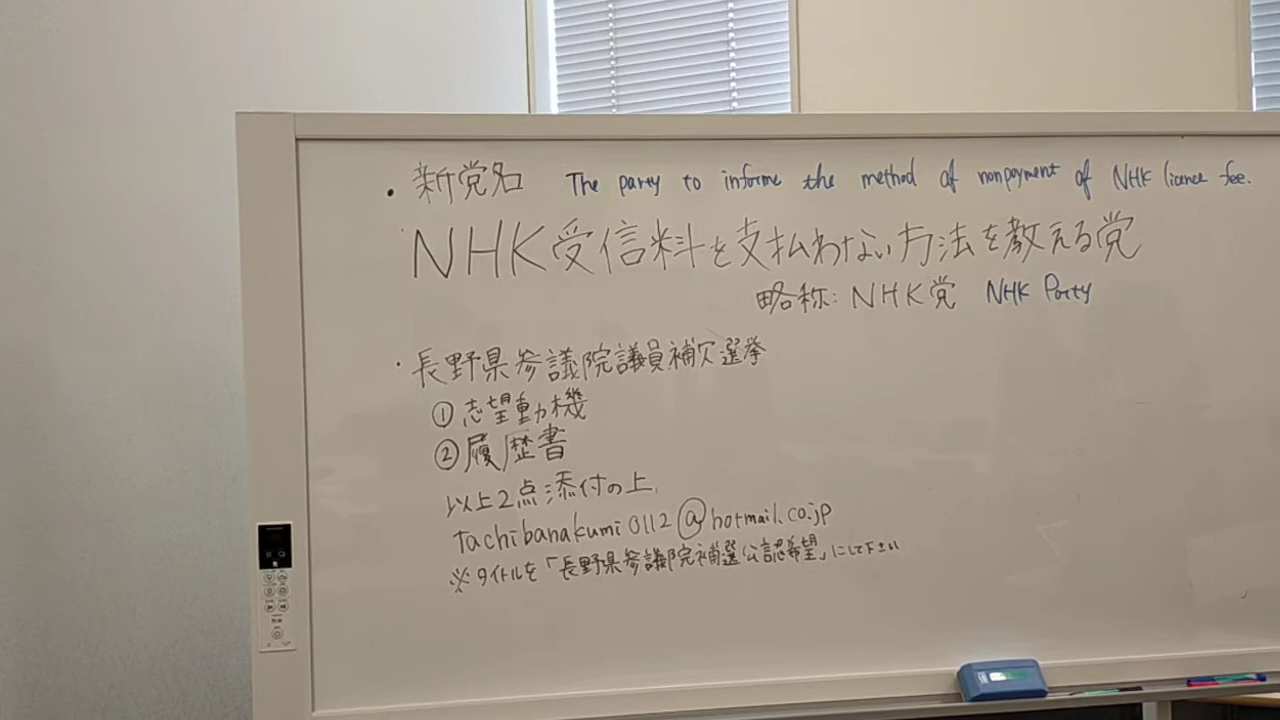 ・新党名 The party to informe the method of nonpayment of NHK licence fee.
NHK受信料を支払わない方法を教える党
略称:NHK党 NHK Party
・長野県参議院議員補欠選挙
①志望動機
②履歴書
以上2点添付の上
tachibanakumi0112@hotmail.co.jp
※タイトルを「長野県参議院補選公認希望」にして下さい